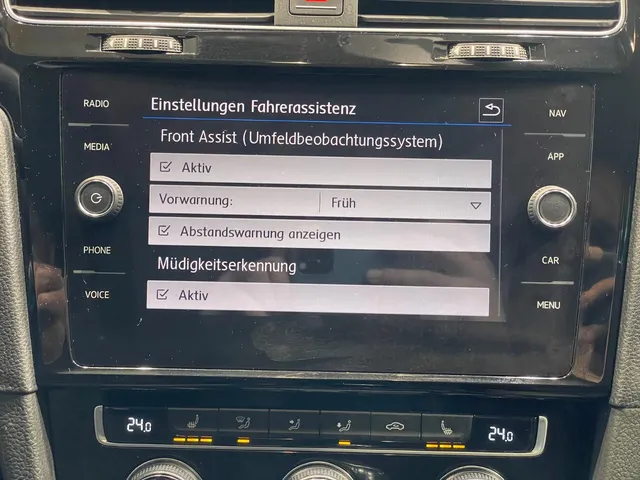 RADIO
Einstellungen Fahrerassistenz
NAV
Front Assist (Umfeldbeobachtungssystem)
MEDIA
APP
Aktiv
Vorwarnung: Früh
Abstandswarnung anzeigen
PHONE
CAR
Müdigkeitserkennung
VOICE
Aktiv
MENU
24.0
24.0